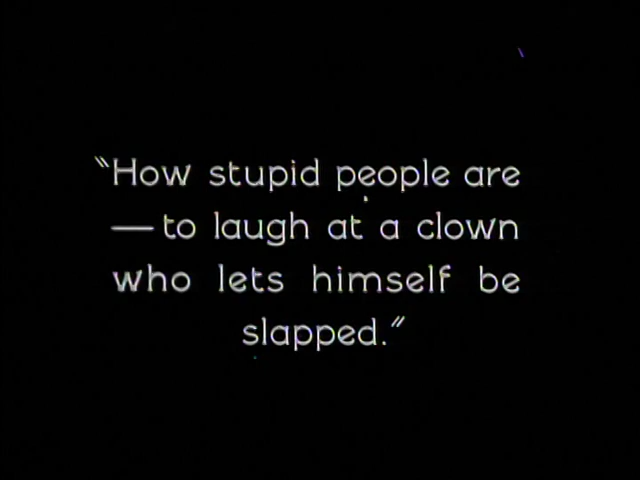 “How stupid people are
—to laugh at a clown
who lets himself be
slapped.”